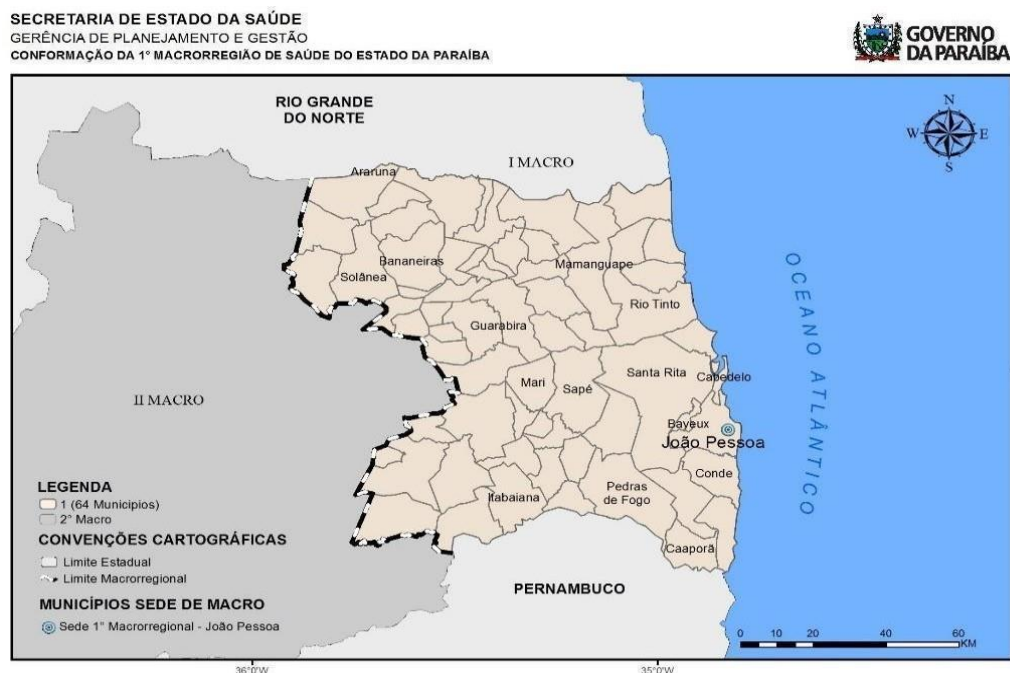 SECRETARIA DE ESTADO DA SAÚDE
GERÊNCIA DE PLANEJAMENTO E GESTÃO
CONFORMAÇÃO DA 1° MACRORREGIÃO DE SAÚDE DO ESTADO DA PARAÍBA
GOVERNO
DA PARAÍBA
RIO GRANDE
DO NORTE
I MACRO
N
W
E
S
Araruna
Bananeiras
Solânea
Mamanguape
Rio Tinto
Guarabira
OCEANO ATLÂNTICO
Mari
Sapé
Santa Rita
Cabedelo
II MACRO
Bayeux
João Pessoa
Conde
Itabaiana
Pedras
de Fogo
Caaporã
PERNAMBUCO
LEGENDA
1 (64 Municipios)
2° Macro
CONVENÇÕES CARTOGRÁFICAS
Limite Estadual
Limite Macrorregional
MUNICÍPIOS SEDE DE MACRO
Sede 1° Macrorregional - João Pessoa
0 5 10 20 40 60
KM
36°0'W
35°0'W